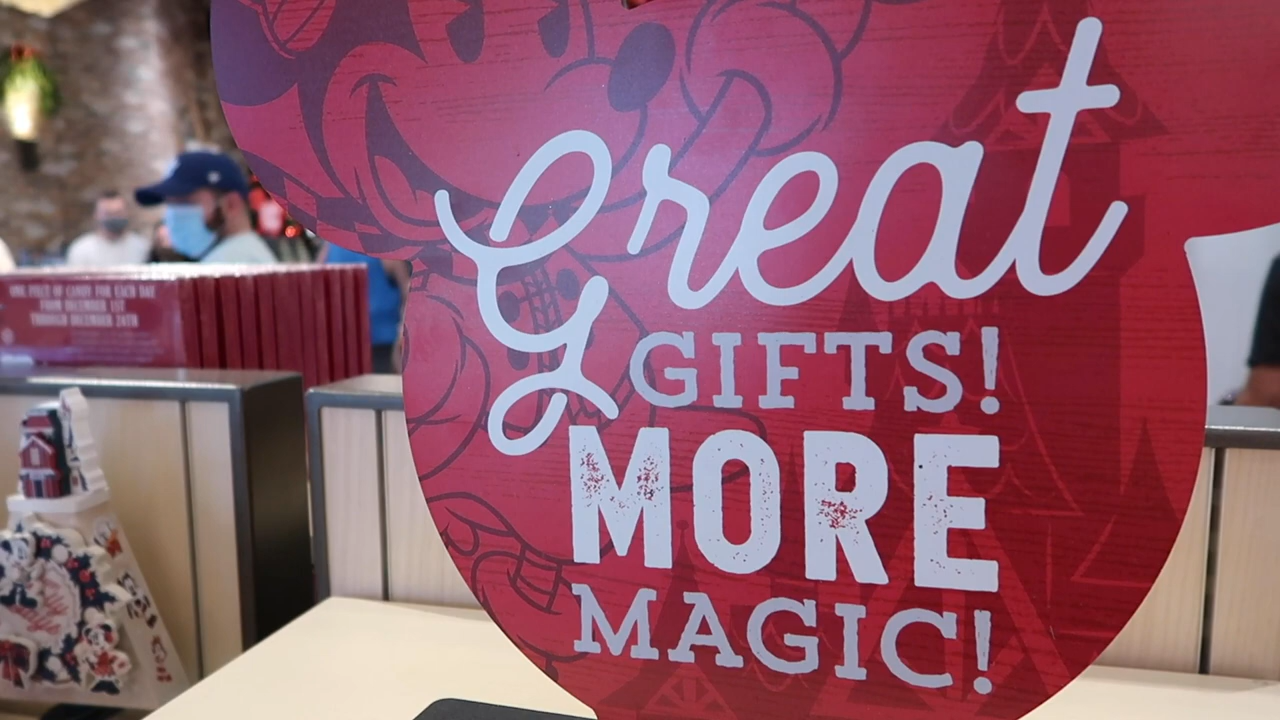 Great
GIFTS!
MORE
MAGIC!
ONE PIECE OF CANDY FOR EACH DAY
FROM DECEMBER 1ST
THROUGH DECEMBER 24TH